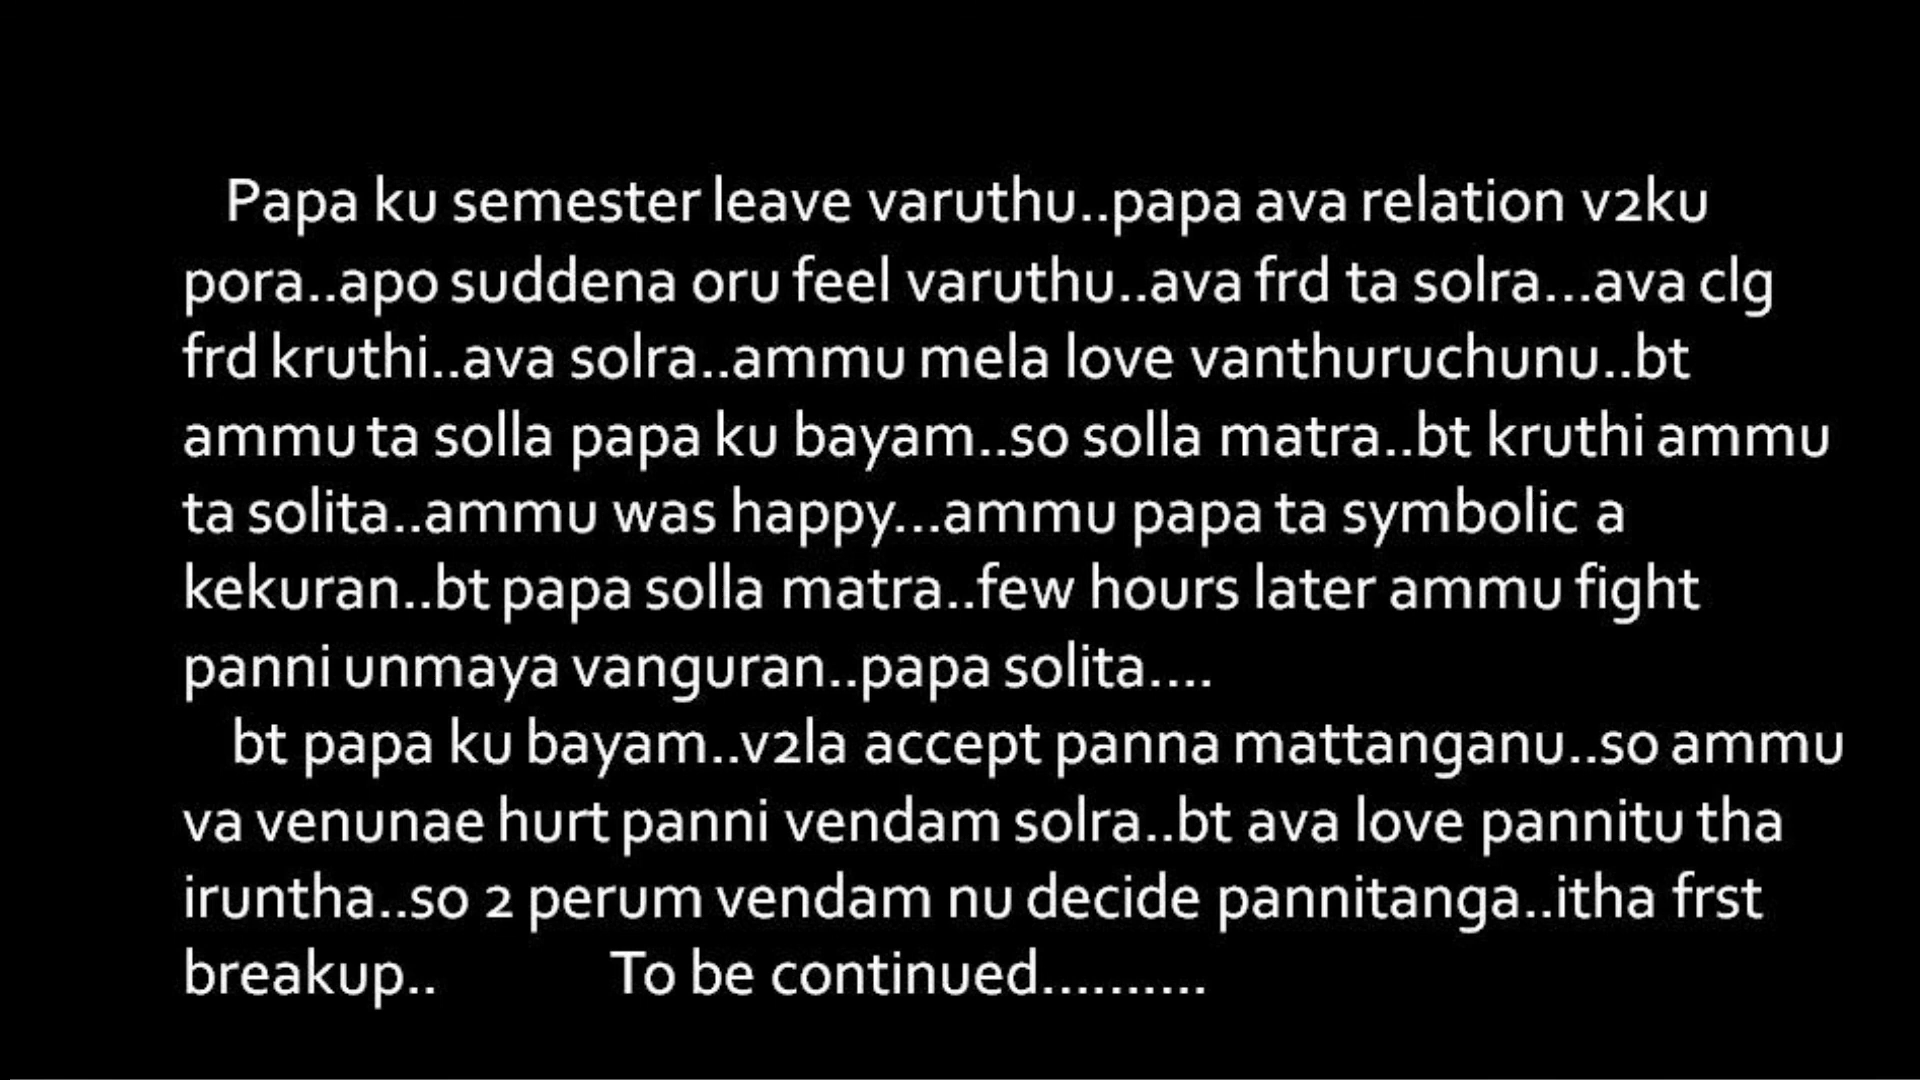 Papa ku semester leave varuthu..papa ava relation v2ku
pora..apo suddena oru feel varuthu..ava frd ta solra...ava clg
frd kruthi..ava solra..ammu mela love vanthuruchunu..bt
ammu ta solla papa ku bayam..so solla matra..bt kruthi ammu
ta solita..ammu was happy...ammu papa ta symbolic a
kekuran..bt papa solla matra..few hours later ammu fight
panni unmaya vanguran..papa solita....
bt papa ku bayam..v2la accept panna mattanganu..so ammu
va venunae hurt panni vendam solra..bt ava love pannitu tha
iruntha..so 2 perum vendam nu decide pannitanga..itha frst
breakup.. To be continued..........